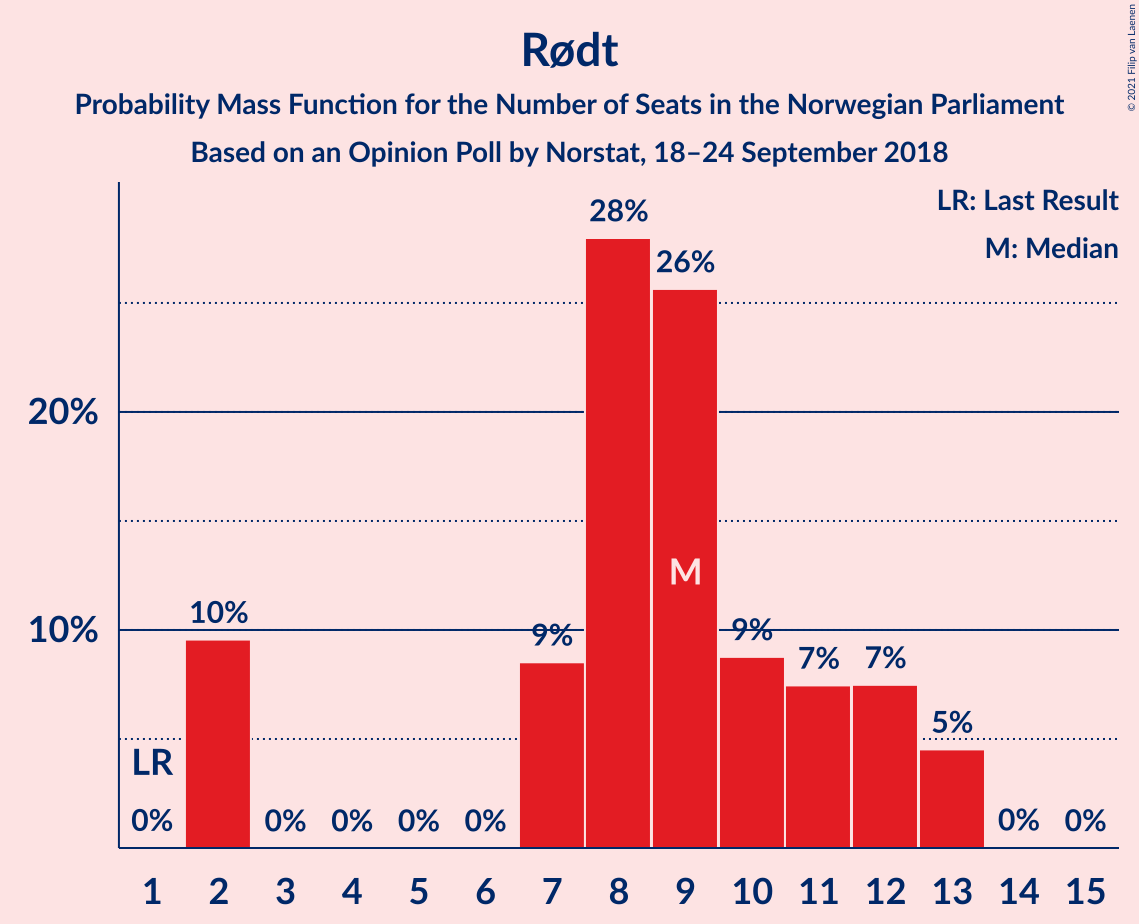 Rødt
Probability Mass Function for the Number of Seats in the Norwegian Parliament
Based on an Opinion Poll by Norstat, 18–24 September 2018
© 2021 Filip van Laenen
LR: Last Result
M: Median
28%
26%
20%
M
10%
10%
9%
9%
7%
7%
5%
LR
0%
0%
0%
0%
0%
0%
0%
1 2 3 4 5 6 7 8 9 10 11 12 13 14 15